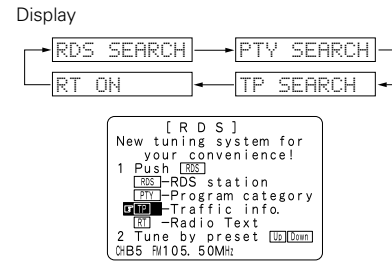 Display
RDS SEARCH
PTY SEARCH
RT ON
TP SEARCH
[RDS]
New tuning system for
your convenience!
1 Push RDS
RDS-RDS station
PTY-Program category
TP-Traffic info.
RT-Radio Text
2 Tune by preset Up Down
CHB5 FM105.50MHz